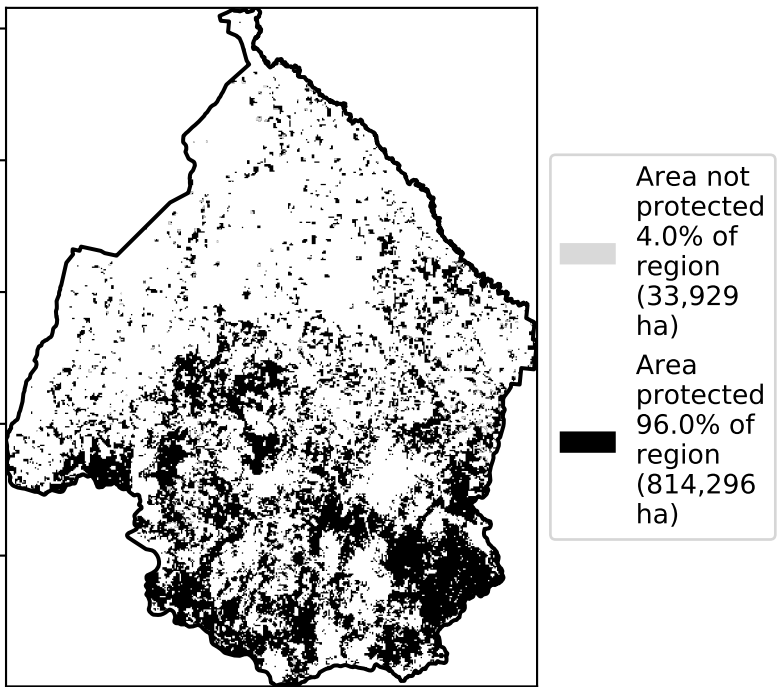 Area not
protected
4.0% of
region
(33,929
ha)
Area
protected
96.0% of
region
(814,296
ha)